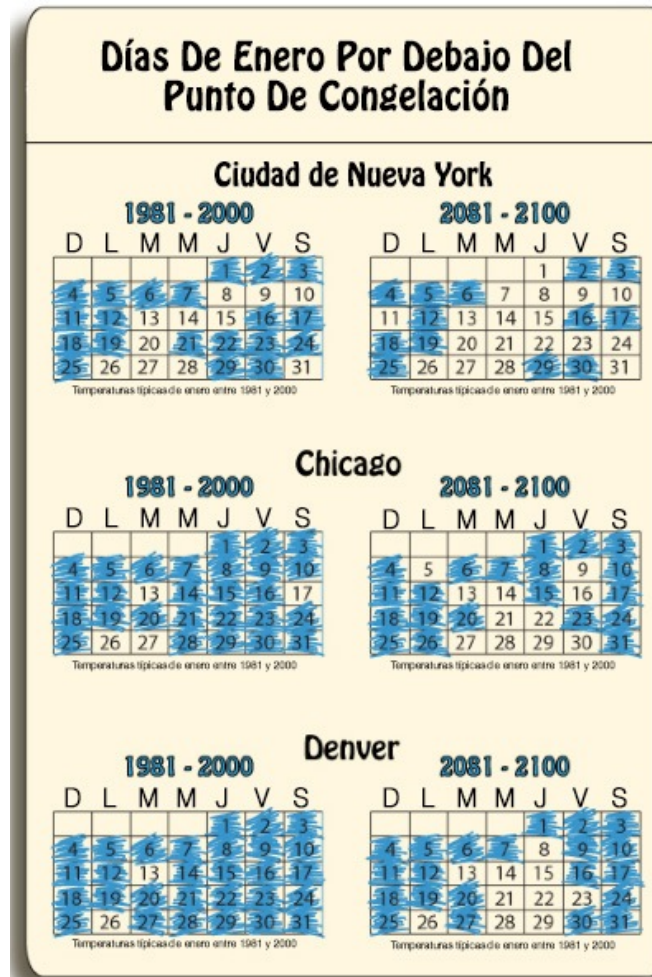 Días De Enero Por Debajo Del
Punto De Congelación
Ciudad de Nueva York
1981 - 2000 2081 - 2100
D L M M J V S D L M M J V S
1 2 3 1 2 3
4 5 6 7 8 9 10 4 5 6 7 8 9 10
11 12 13 14 15 16 17 11 12 13 14 15 16 17
18 19 20 21 22 23 24 18 19 20 21 22 23 24
25 26 27 28 29 30 31 25 26 27 28 29 30 31
Temperaturas típicas de enero entre 1981 y 2000 Temperaturas típicas de enero entre 1981 y 2000
Chicago
1981 - 2000 2081 - 2100
D L M M J V S D L M M J V S
1 2 3 1 2 3
4 5 6 7 8 9 10 4 5 6 7 8 9 10
11 12 13 14 15 16 17 11 12 13 14 15 16 17
18 19 20 21 22 23 24 18 19 20 21 22 23 24
25 26 27 28 29 30 31 25 26 27 28 29 30 31
Temperaturas típicas de enero entre 1981 y 2000 Temperaturas típicas de enero entre 1981 y 2000
Denver
1981 - 2000 2081 - 2100
D L M M J V S D L M M J V S
1 2 3 1 2 3
4 5 6 7 8 9 10 4 5 6 7 8 9 10
11 12 13 14 15 16 17 11 12 13 14 15 16 17
18 19 20 21 22 23 24 18 19 20 21 22 23 24
25 26 27 28 29 30 31 25 26 27 28 29 30 31
Temperaturas típicas de enero entre 1981 y 2000 Temperaturas típicas de enero entre 1981 y 2000